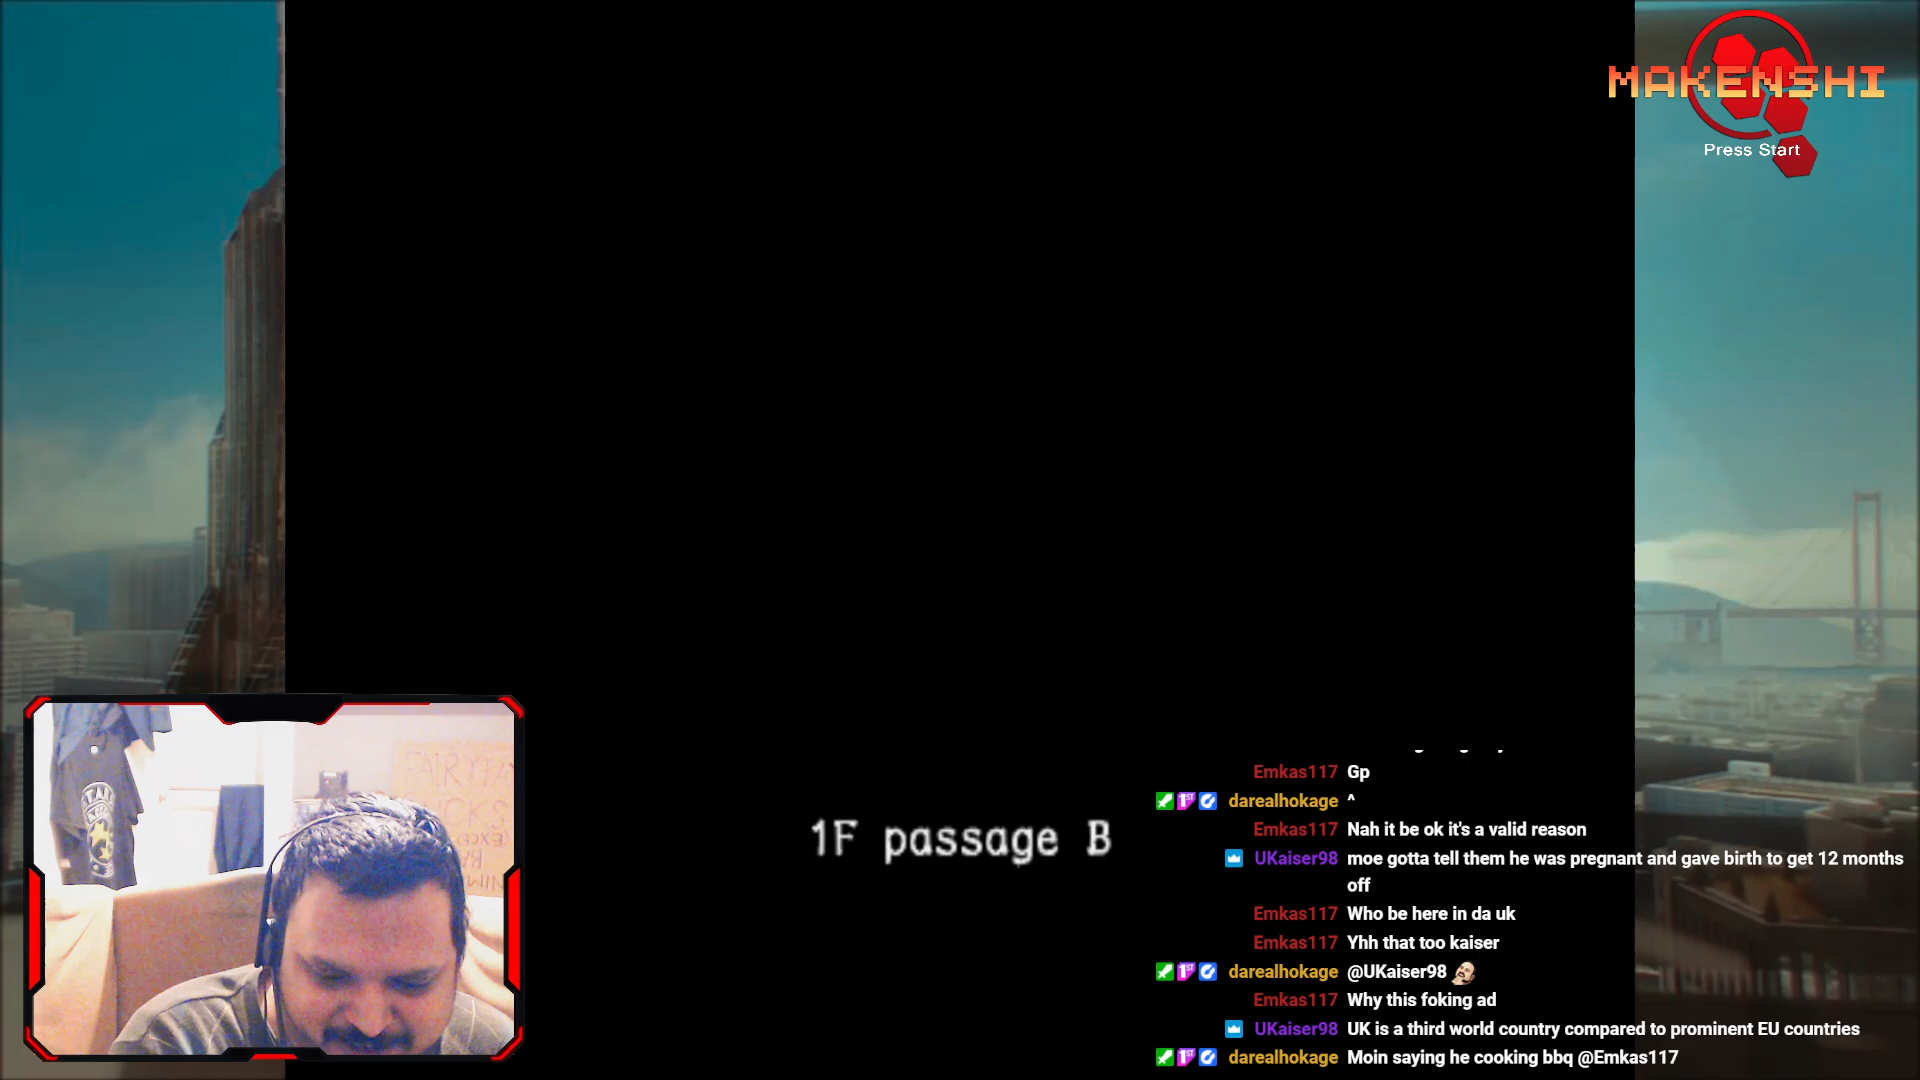 MAKENSHI
Press Start
FAIRYTA
1F passage B
Emkas117 Gp
darealhokage ^
Emkas117 Nah it be ok it's a valid reason
UKaiser98 moe gotta tell them he was pregnant and gave birth to get 12 months
off
Emkas117 Who be here in da uk
Emkas117 Yhh that too kaiser
darealhokage @UKaiser98
Emkas117 Why this foking ad
UKaiser98 UK is a third world country compared to prominent EU countries
darealhokage Moin saying he cooking bbq @Emkas117